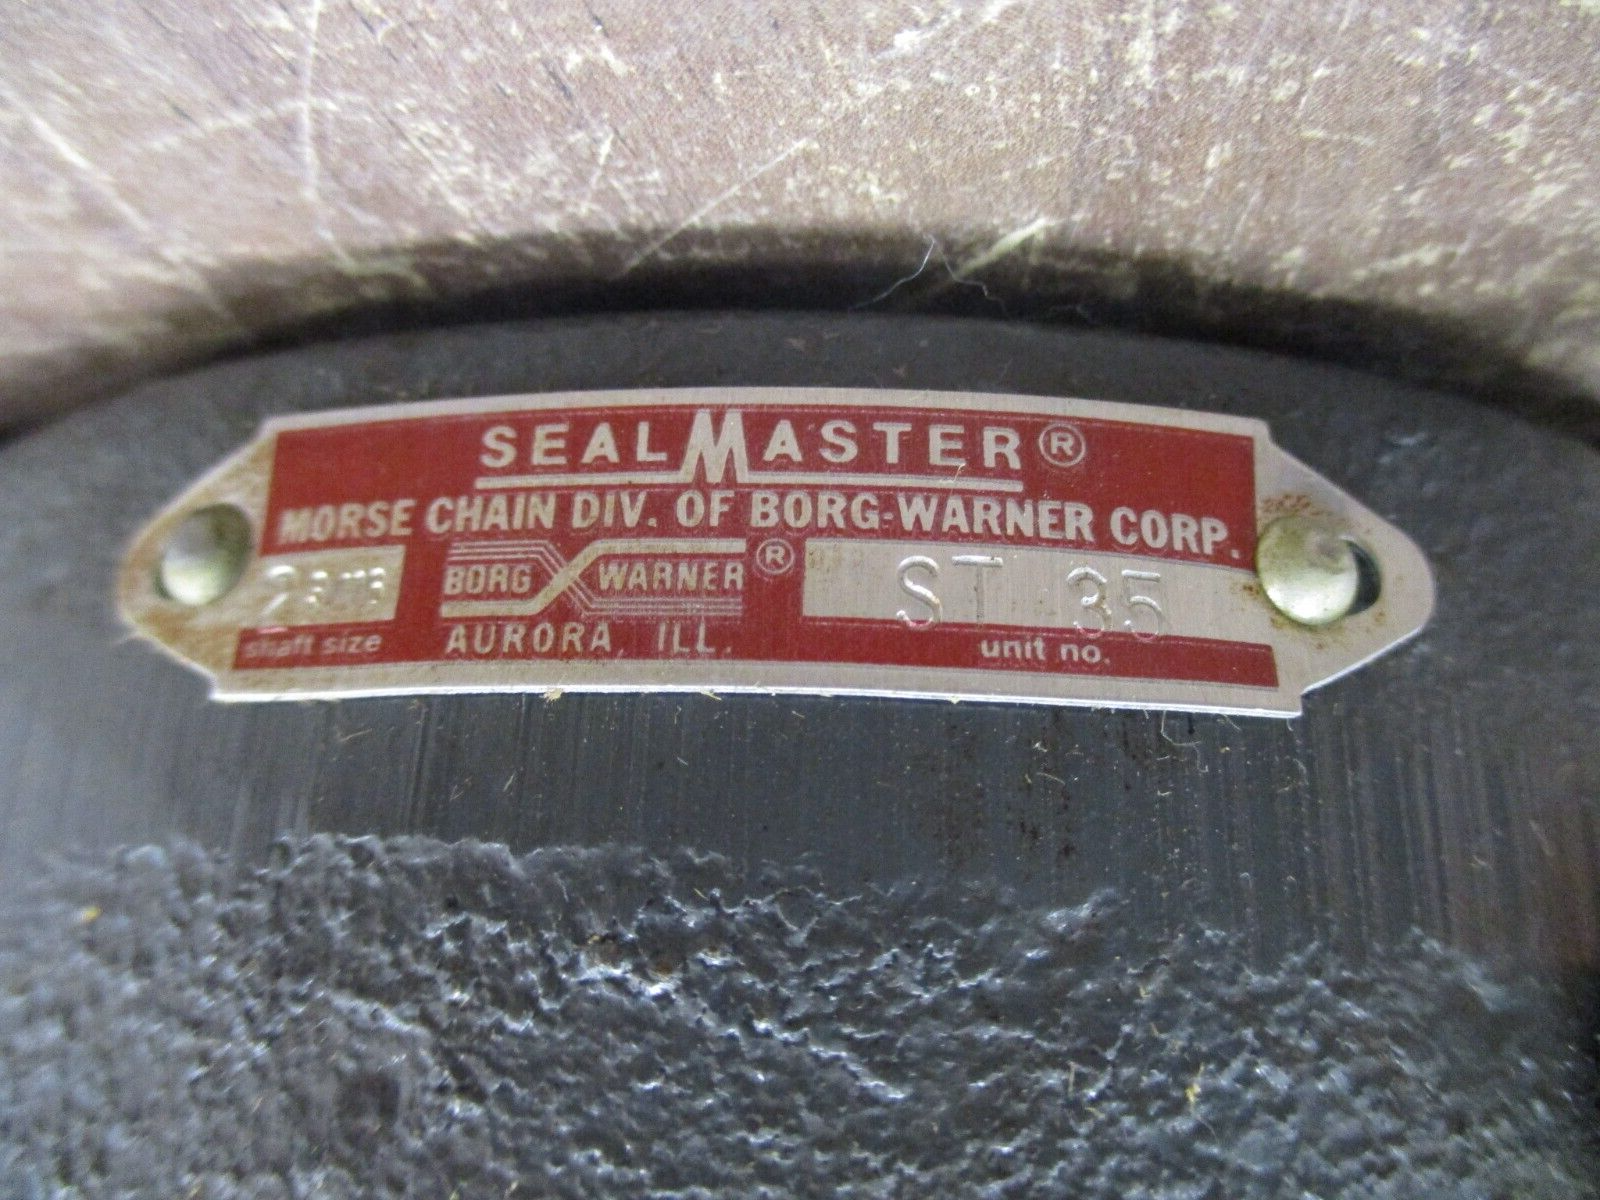 SEALMASTER®
MORSE CHAIN DIV. OF BORG-WARNER CORP.
BORG WARNER®
ST 35
shaft size
AURORA, ILL.
unit no.